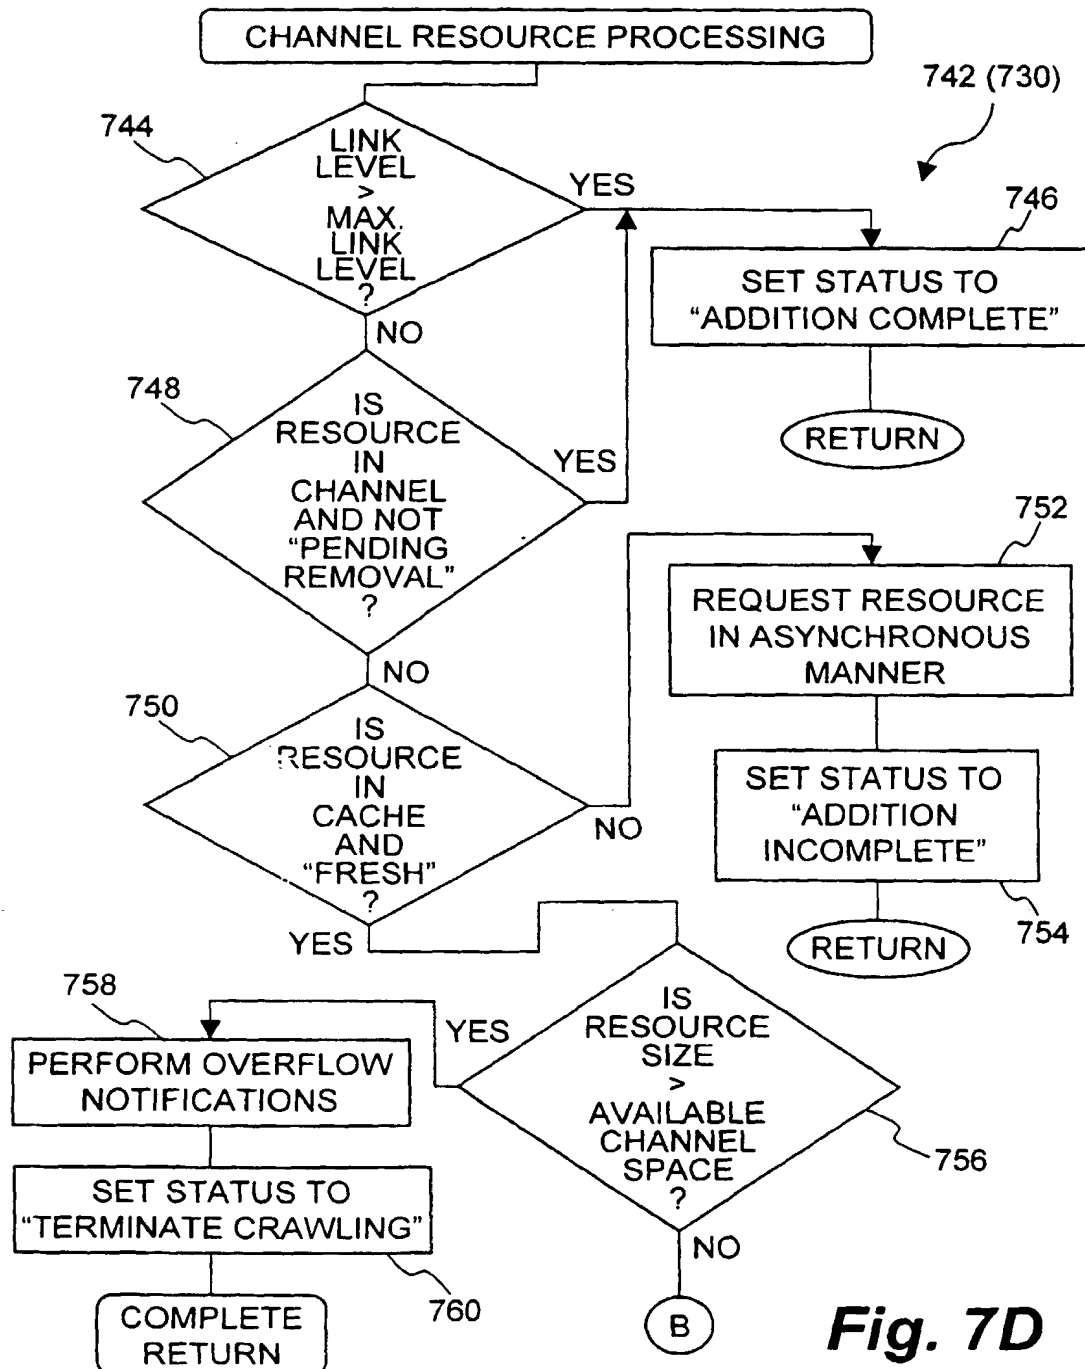 CHANNEL RESOURCE PROCESSING
742 (730)
744
LINK
LEVEL
>
MAX.
LINK
LEVEL
?
YES
NO
746
SET STATUS TO
“ADDITION COMPLETE”
RETURN
748
IS
RESOURCE
IN
CHANNEL
AND NOT
“PENDING
REMOVAL”
?
YES
NO
752
REQUEST RESOURCE
IN ASYNCHRONOUS
MANNER
750
IS
RESOURCE
IN
CACHE
AND
“FRESH”
?
NO
YES
SET STATUS TO
“ADDITION
INCOMPLETE”
754
RETURN
758
YES
PERFORM OVERFLOW
NOTIFICATIONS
IS
RESOURCE
SIZE
>
AVAILABLE
CHANNEL
SPACE
?
756
NO
SET STATUS TO
“TERMINATE CRAWLING”
760
COMPLETE
RETURN
B
Fig. 7D